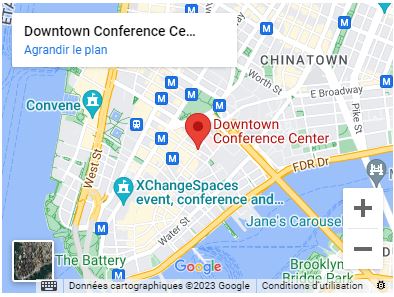 ETA
Downtown Conference Ce...
Agrandir le plan
CHINATOWN
Worth St
E Broadway
Pike St
Convene
Downtown
Conference Center
West St
FDR Dr
XChangeSpaces
event, conference and...
Jane's Carousel
Water St
The Battery
Google
Brooklyn
Bridge Park
Données cartographiques ©2023 Google
Conditions d'utilisation